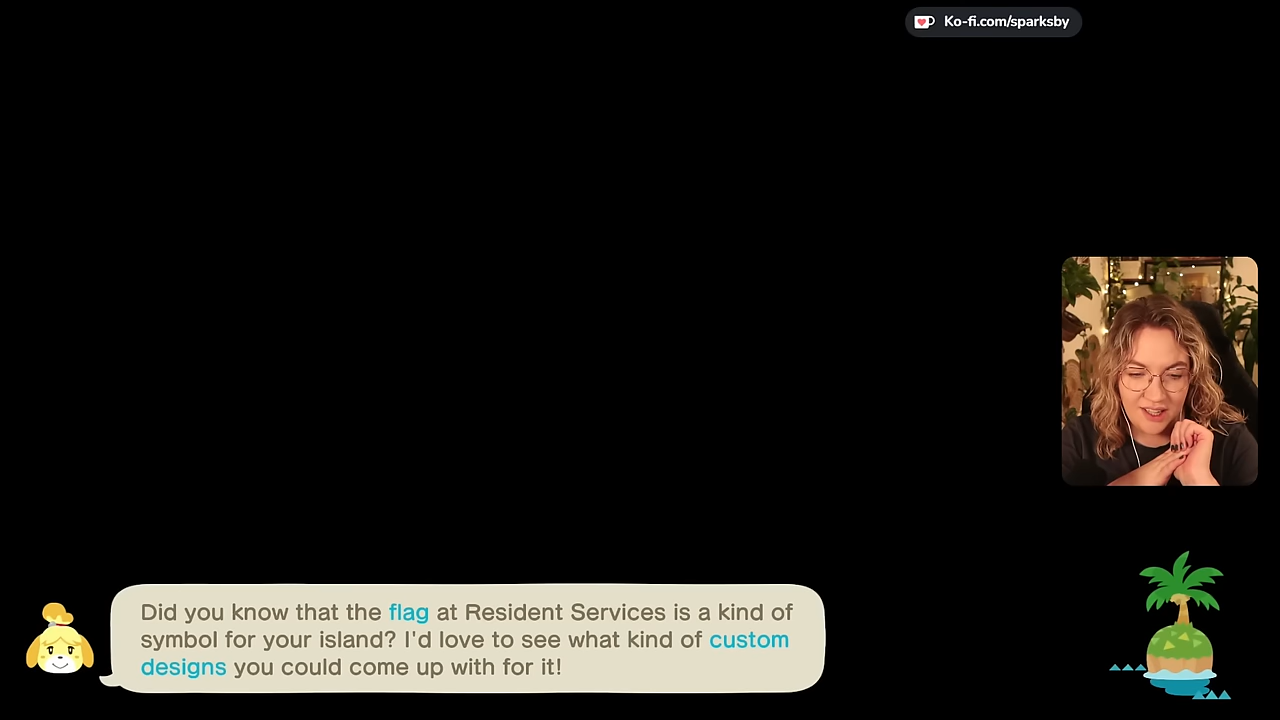 Ko-fi.com/sparksby
Did you know that the flag at Resident Services is a kind of
symbol for your island? I'd love to see what kind of custom
designs you could come up with for it!